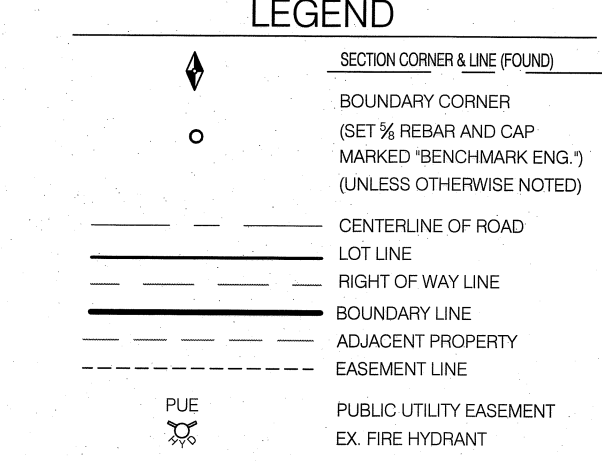 LEGEND
SECTION CORNER & LINE (FOUND)
BOUNDARY CORNER
(SET ⅝ REBAR AND CAP
MARKED "BENCHMARK ENG.")
(UNLESS OTHERWISE NOTED)
CENTERLINE OF ROAD
LOT LINE
RIGHT OF WAY LINE
BOUNDARY LINE
ADJACENT PROPERTY
EASEMENT LINE
PUE PUBLIC UTILITY EASEMENT
HYD EX. FIRE HYDRANT